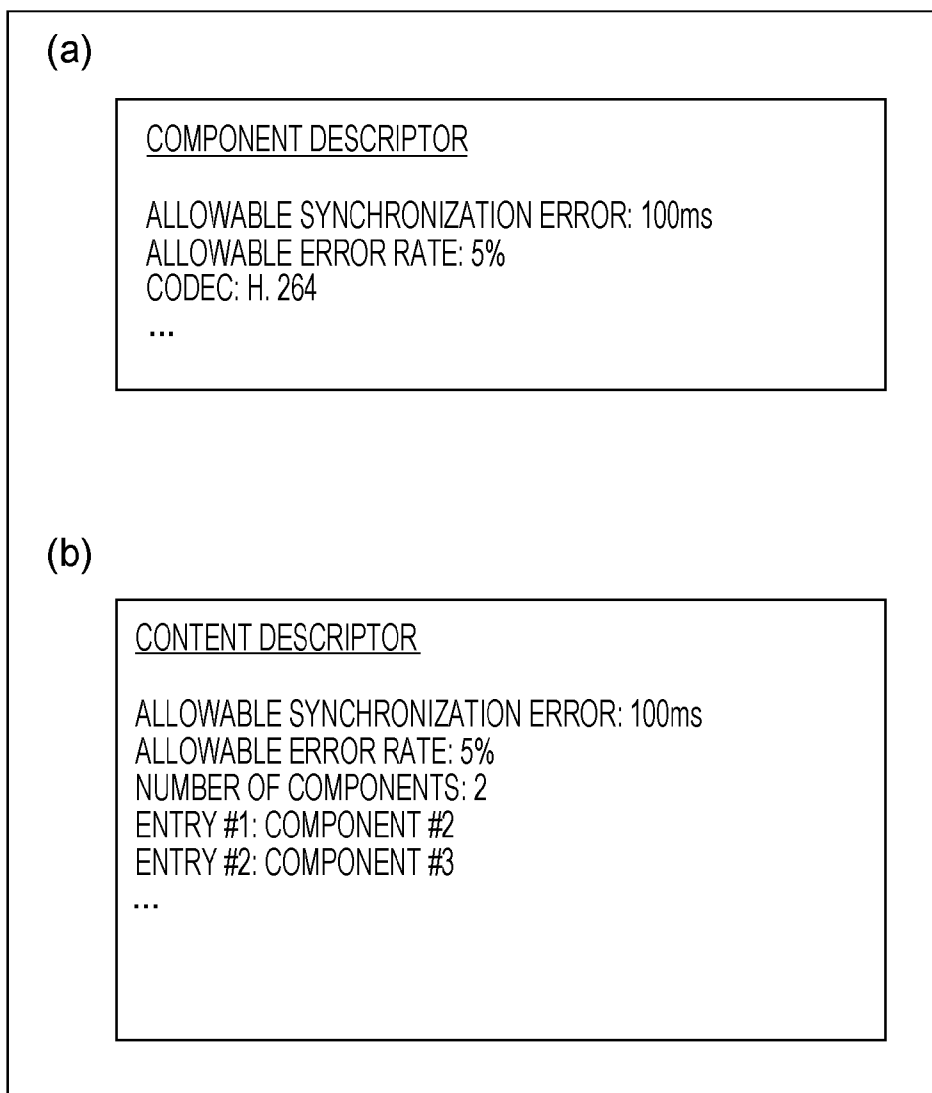 (a)
COMPONENT DESCRIPTOR
ALLOWABLE SYNCHRONIZATION ERROR: 100ms
ALLOWABLE ERROR RATE: 5%
CODEC: H. 264
...
(b)
CONTENT DESCRIPTOR
ALLOWABLE SYNCHRONIZATION ERROR: 100ms
ALLOWABLE ERROR RATE: 5%
NUMBER OF COMPONENTS: 2
ENTRY #1: COMPONENT #2
ENTRY #2: COMPONENT #3
...